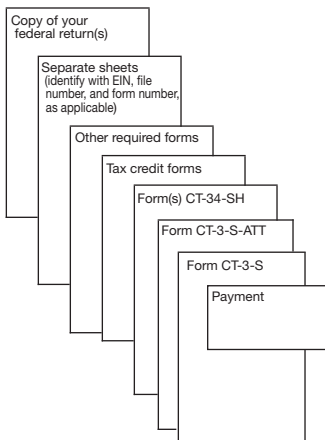 Copy of your
federal return(s)
Separate sheets
(identify with EIN, file
number, and form number,
as applicable)
Other required forms
Tax credit forms
Form(s) CT-34-SH
Form CT-3-S-ATT
Form CT-3-S
Payment